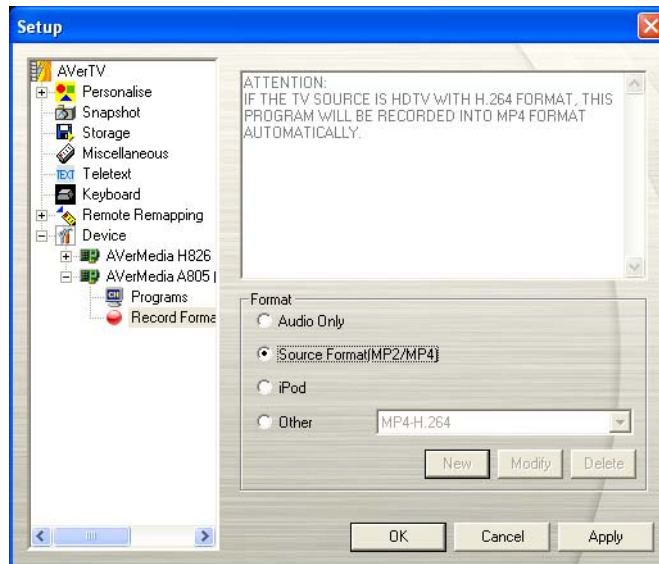 Setup
AVerTV
Personalise
Snapshot
Storage
Miscellaneous
TEXT Teletext
Keyboard
Remote Remapping
Device
AVerMedia H826
AVerMedia A805
CH Programs
Record Forma
ATTENTION:
IF THE TV SOURCE IS HDTV WITH H.264 FORMAT, THIS
PROGRAM WILL BE RECORDED INTO MP4 FORMAT
AUTOMATICALLY.
Format
Audio Only
Source Format(MP2/MP4)
iPod
Other MP4-H.264
New Modify Delete
OK Cancel Apply